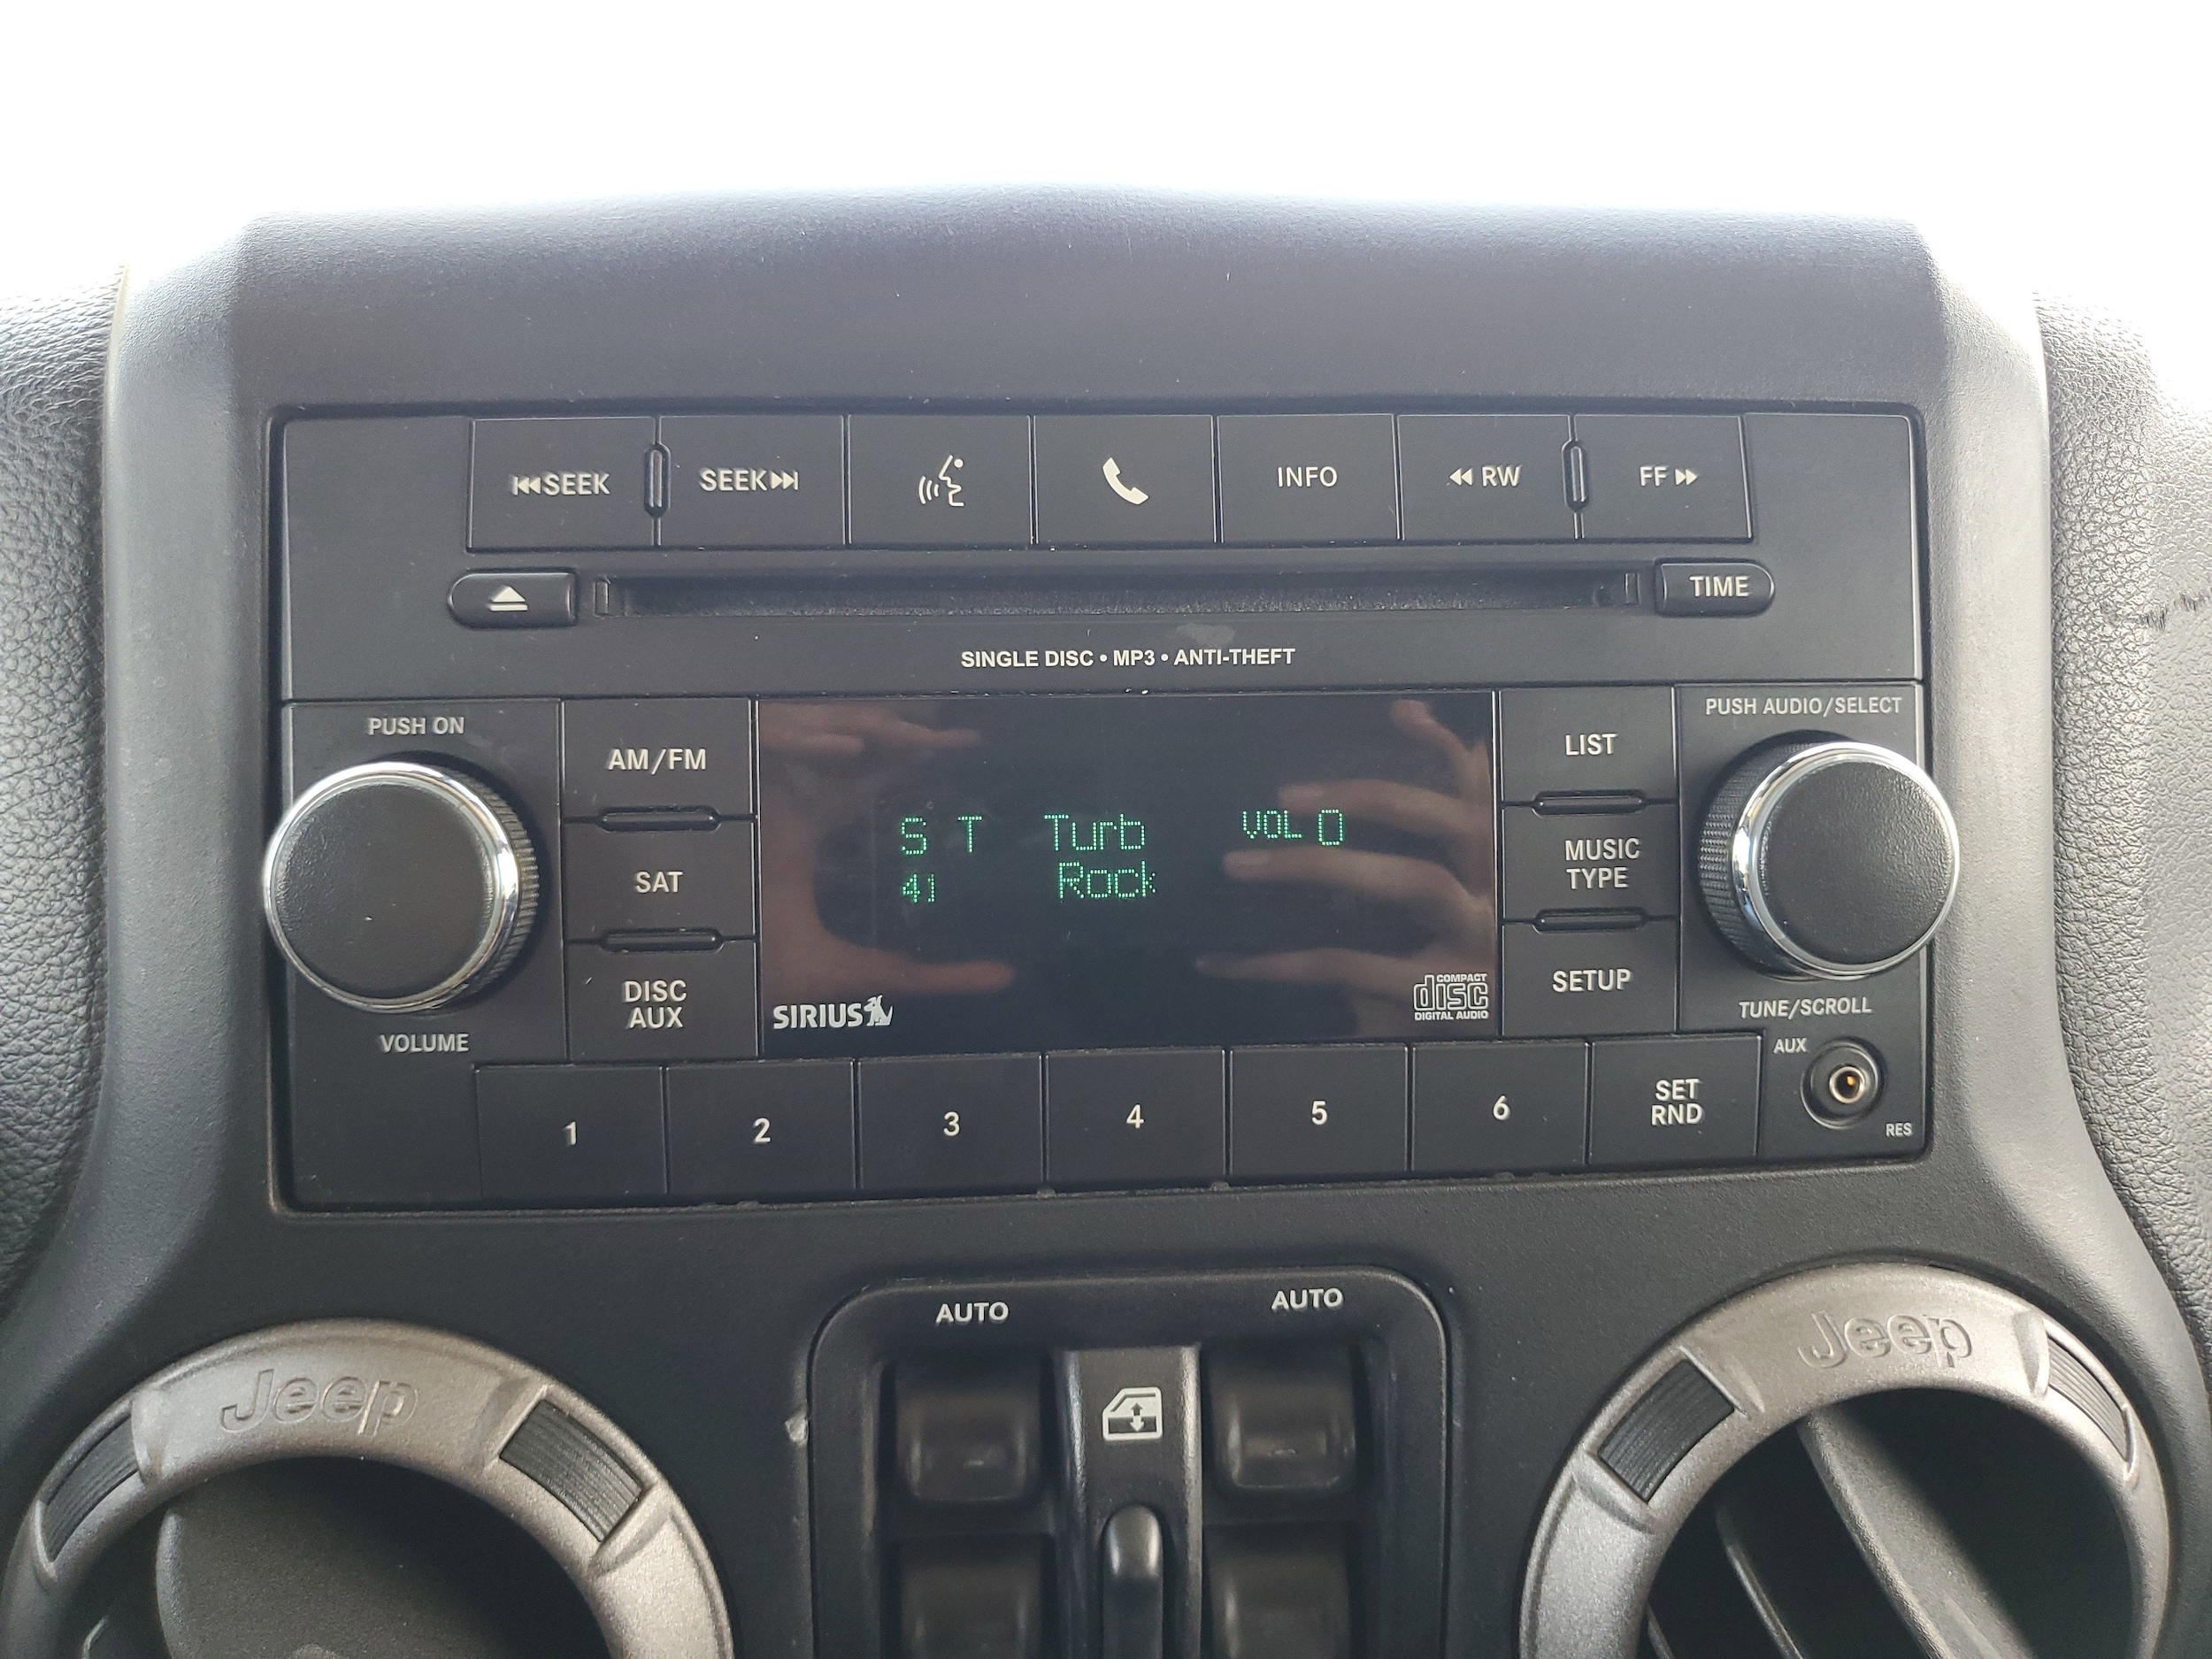 SEEK SEEK INFO RW FF
TIME
SINGLE DISC • MP3 • ANTI-THEFT
PUSH ON
AM/FM
SAT
DISC
AUX
VOLUME
S T Turb VOL 0
41 Rock
SIRIUS
COMPACT
disc
DIGITAL AUDIO
LIST
MUSIC
TYPE
SETUP
PUSH AUDIO/SELECT
TUNE/SCROLL
AUX
RES
1 2 3 4 5 6 SET
RND
AUTO AUTO
Jeep Jeep